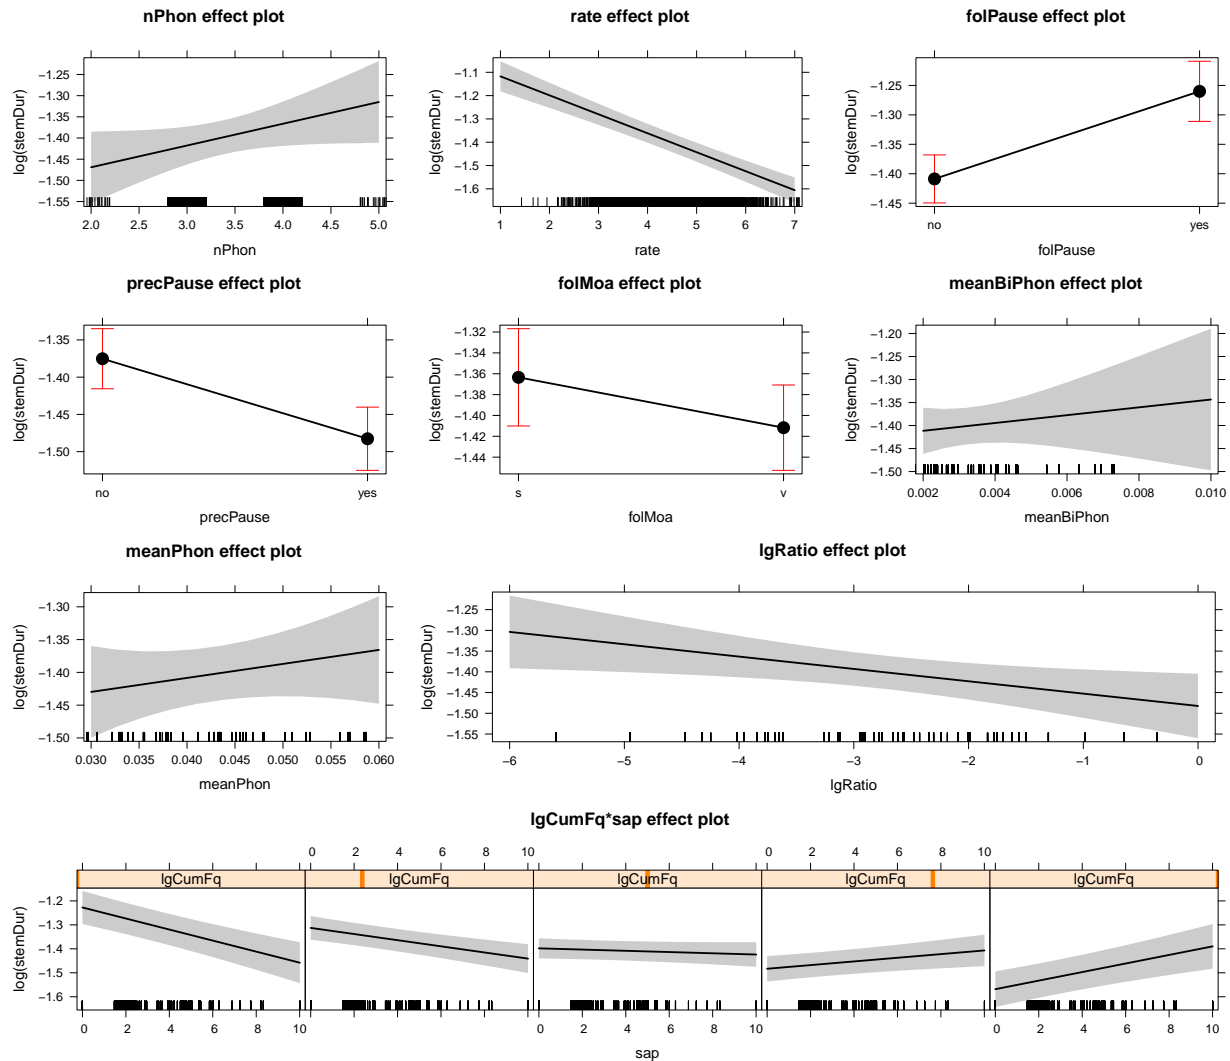 nPhon effect plot
log(stemDur)
−1.25
−1.30
−1.35
−1.40
−1.45
−1.50
−1.55
2.0 2.5 3.0 3.5 4.0 4.5 5.0
nPhon
rate effect plot
log(stemDur)
−1.1
−1.2
−1.3
−1.4
−1.5
−1.6
1 2 3 4 5 6 7
rate
folPause effect plot
log(stemDur)
−1.25
−1.30
−1.35
−1.40
−1.45
no yes
folPause
precPause effect plot
log(stemDur)
−1.35
−1.40
−1.45
−1.50
no yes
precPause
folMoa effect plot
log(stemDur)
−1.32
−1.34
−1.36
−1.38
−1.40
−1.42
−1.44
s v
folMoa
meanBiPhon effect plot
log(stemDur)
−1.20
−1.25
−1.30
−1.35
−1.40
−1.45
−1.50
0.002 0.004 0.006 0.008 0.010
meanBiPhon
meanPhon effect plot
log(stemDur)
−1.30
−1.35
−1.40
−1.45
−1.50
0.030 0.035 0.040 0.045 0.050 0.055 0.060
meanPhon
lgRatio effect plot
log(stemDur)
−1.25
−1.30
−1.35
−1.40
−1.45
−1.50
−1.55
−6 −5 −4 −3 −2 −1 0
lgRatio
lgCumFq*sap effect plot
0 2 4 6 8 10 0 2 4 6 8 10
lgCumFq lgCumFq lgCumFq lgCumFq lgCumFq
log(stemDur)
−1.2
−1.3
−1.4
−1.5
−1.6
0 2 4 6 8 10 0 2 4 6 8 10 0 2 4 6 8 10
sap